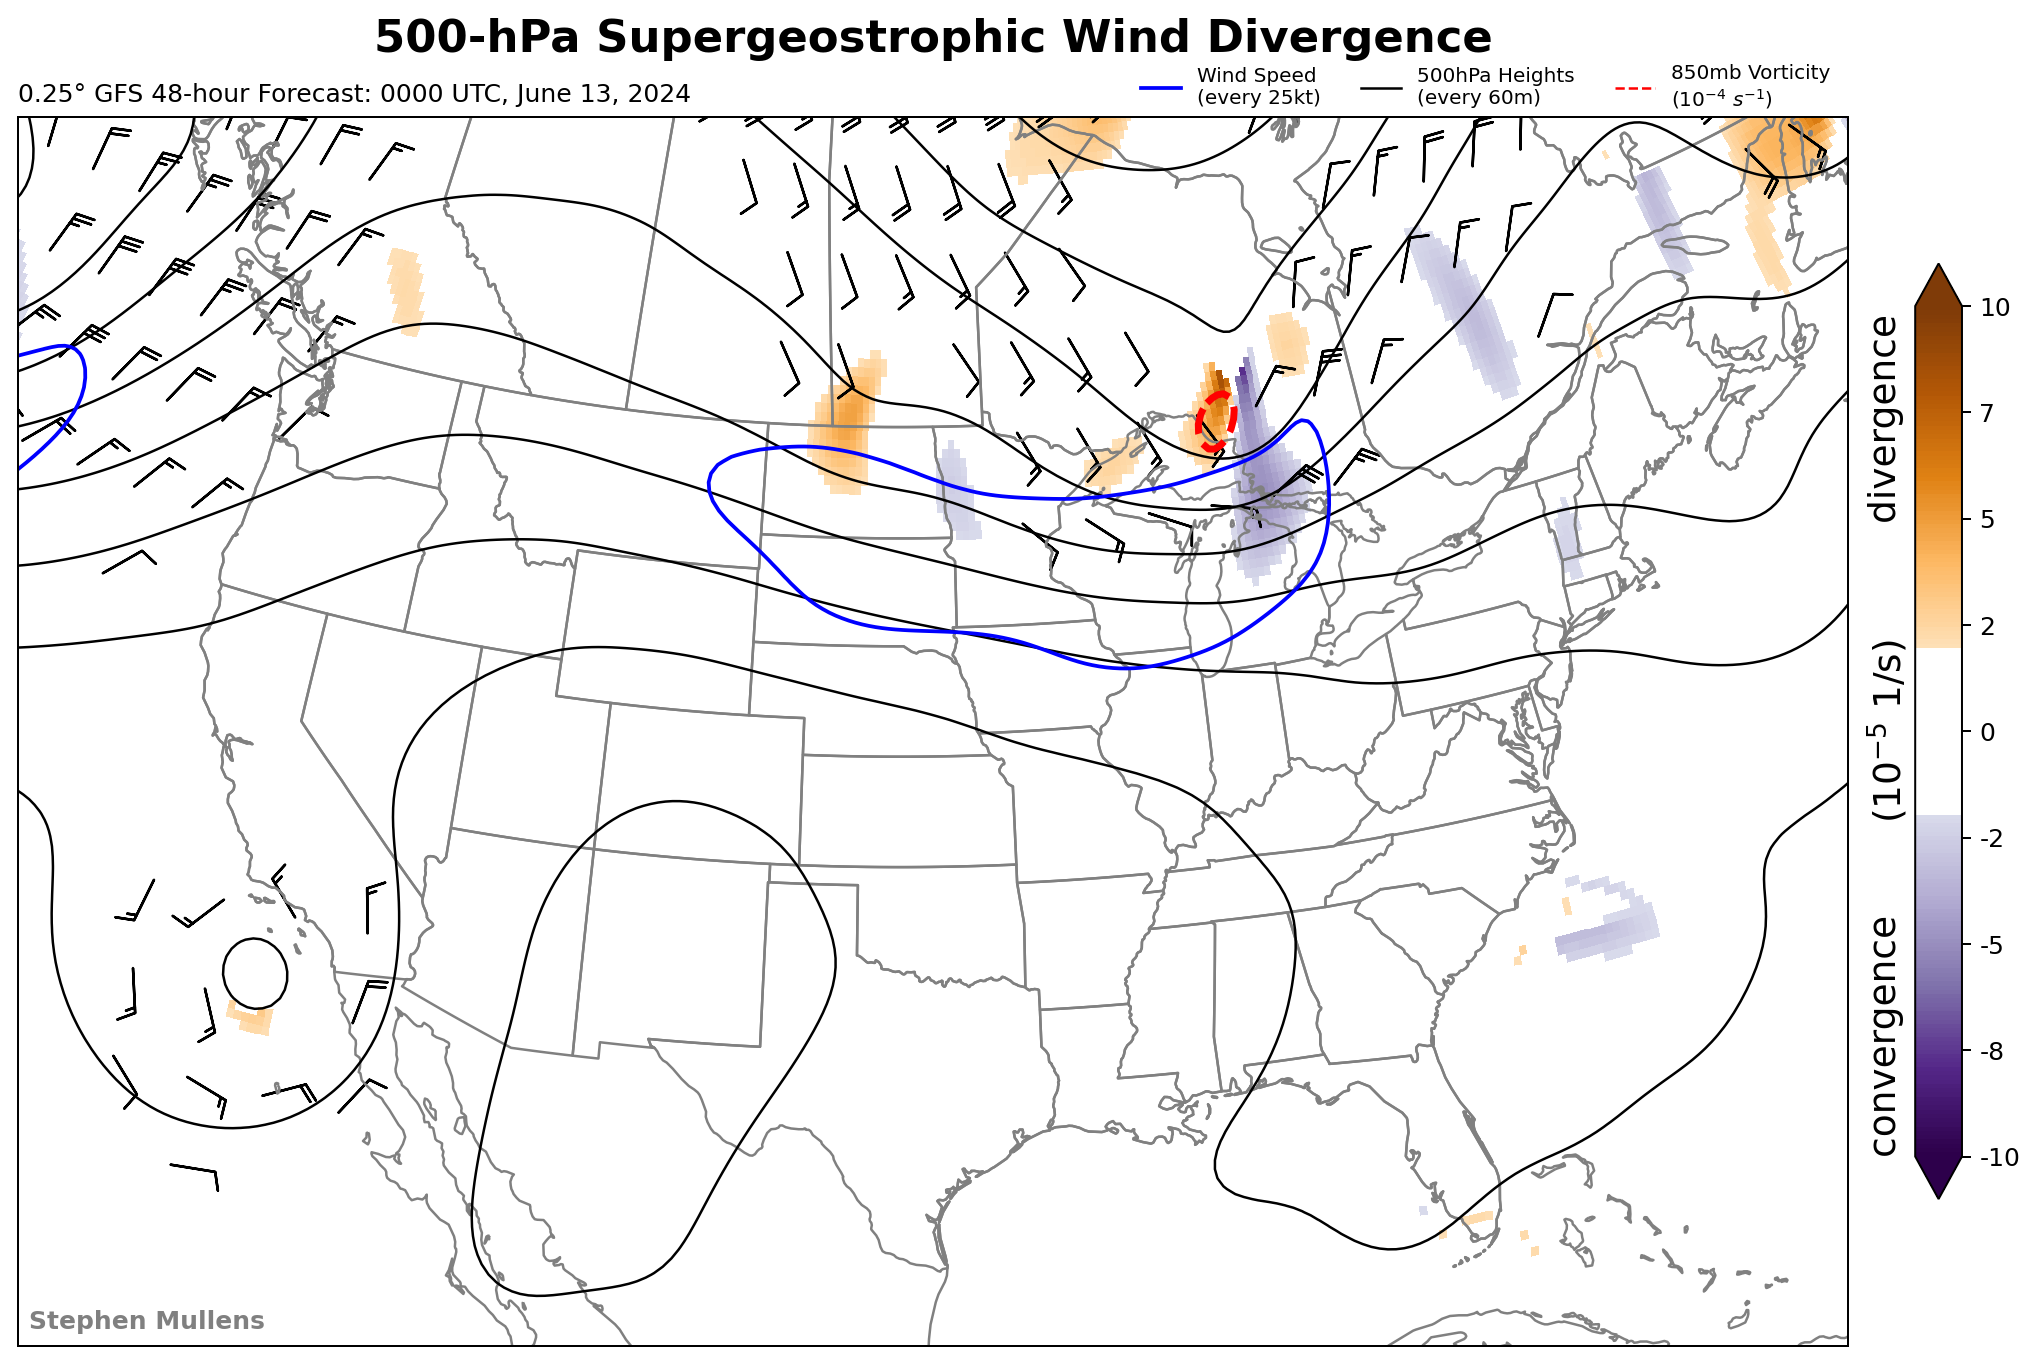 500-hPa Supergeostrophic Wind Divergence
0.25° GFS 48-hour Forecast: 0000 UTC, June 13, 2024
Wind Speed
(every 25kt)
500hPa Heights
(every 60m)
850mb Vorticity
(10⁻⁴ s⁻¹)
10
7
5
2
0
-2
-5
-8
-10
convergence (10⁻⁵ 1/s) divergence
Stephen Mullens